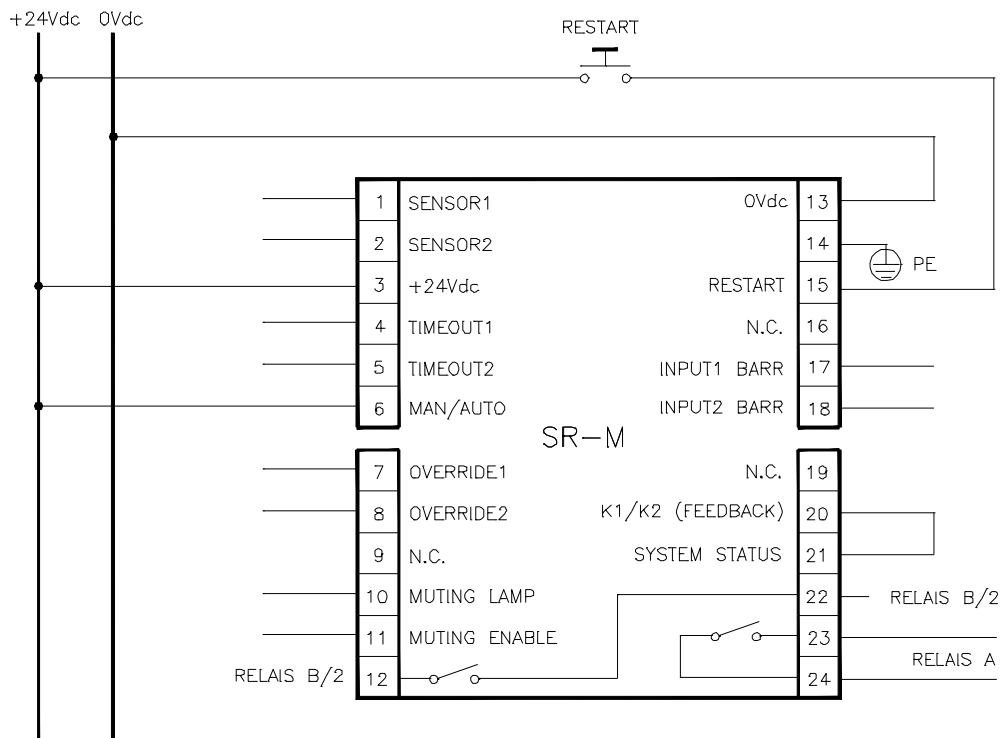 +24Vdc 0Vdc
RESTART
1 SENSOR1 0Vdc 13
2 SENSOR2 14 PE
3 +24Vdc RESTART 15
4 TIMEOUT1 N.C. 16
5 TIMEOUT2 INPUT1 BARR 17
6 MAN/AUTO INPUT2 BARR 18
SR-M
7 OVERRIDE1 N.C. 19
8 OVERRIDE2 K1/K2 (FEEDBACK) 20
9 N.C. SYSTEM STATUS 21
10 MUTING LAMP 22 RELAIS B/2
11 MUTING ENABLE 23
RELAIS A
RELAIS B/2 12 24